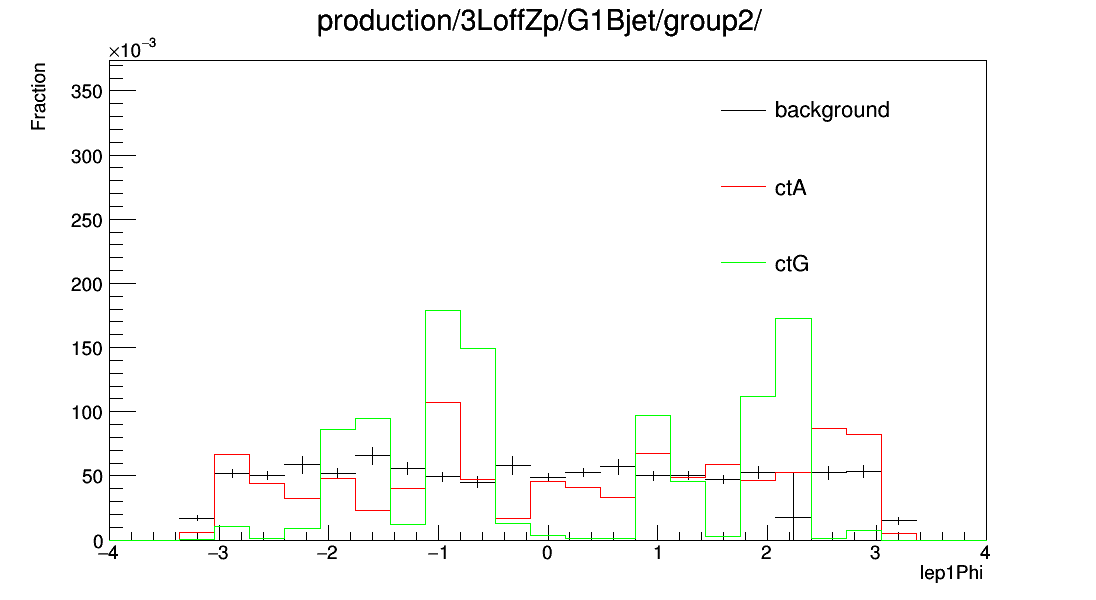 production/3LoffZp/G1Bjet/group2/
×10⁻³
Fraction
350
300
250
200
150
100
50
0
background
ctA
ctG
−4 −3 −2 −1 0 1 2 3 4
lep1Phi